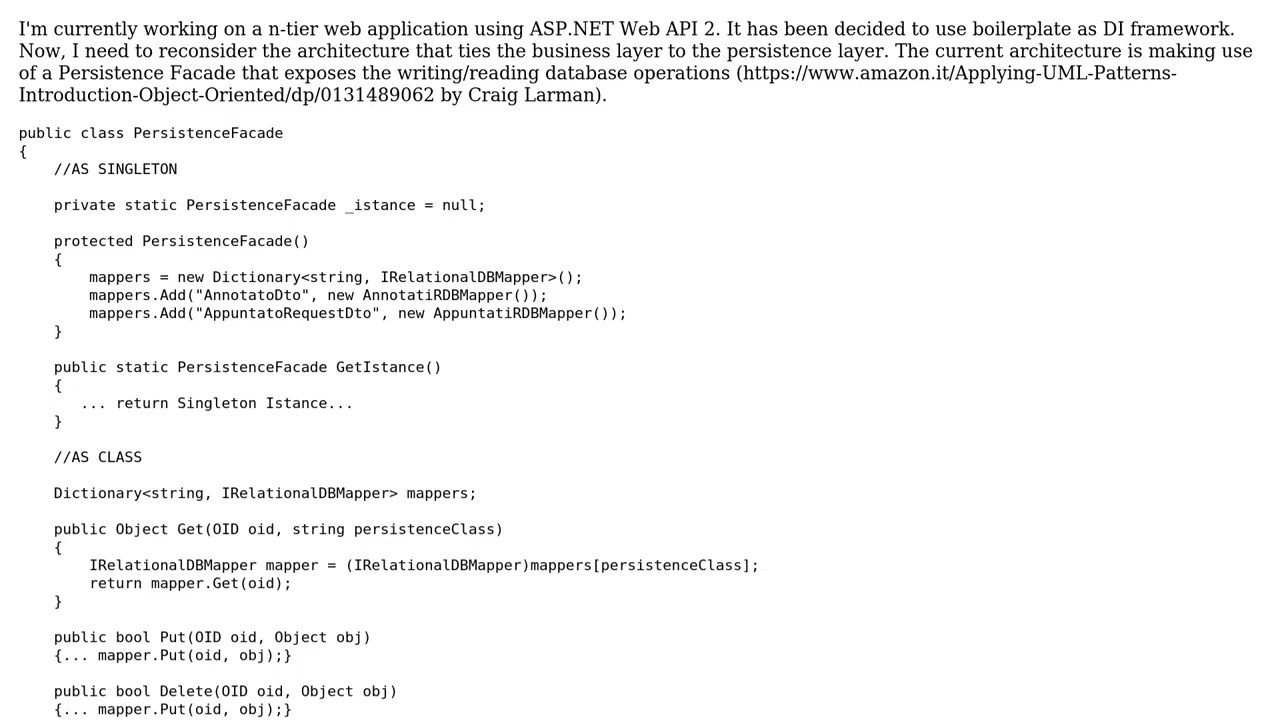 I'm currently working on a n-tier web application using ASP.NET Web API 2. It has been decided to use boilerplate as DI framework.
Now, I need to reconsider the architecture that ties the business layer to the persistence layer. The current architecture is making use
of a Persistence Facade that exposes the writing/reading database operations (https://www.amazon.it/Applying-UML-Patterns-
Introduction-Object-Oriented/dp/0131489062 by Craig Larman).
public class PersistenceFacade
{
    //AS SINGLETON
    private static PersistenceFacade _istance = null;
    protected PersistenceFacade()
    {
        mappers = new Dictionary<string, IRelationalDBMapper>();
        mappers.Add("AnnotatoDto", new AnnotatiRDBMapper());
        mappers.Add("AppuntatoRequestDto", new AppuntatiRDBMapper());
    }
    public static PersistenceFacade GetIstance()
    {
       ... return Singleton Istance...
    }
    //AS CLASS
    Dictionary<string, IRelationalDBMapper> mappers;
    public Object Get(OID oid, string persistenceClass)
    {
        IRelationalDBMapper mapper = (IRelationalDBMapper)mappers[persistenceClass];
        return mapper.Get(oid);
    }
    public bool Put(OID oid, Object obj)
    {... mapper.Put(oid, obj);}
    public bool Delete(OID oid, Object obj)
    {... mapper.Put(oid, obj);}